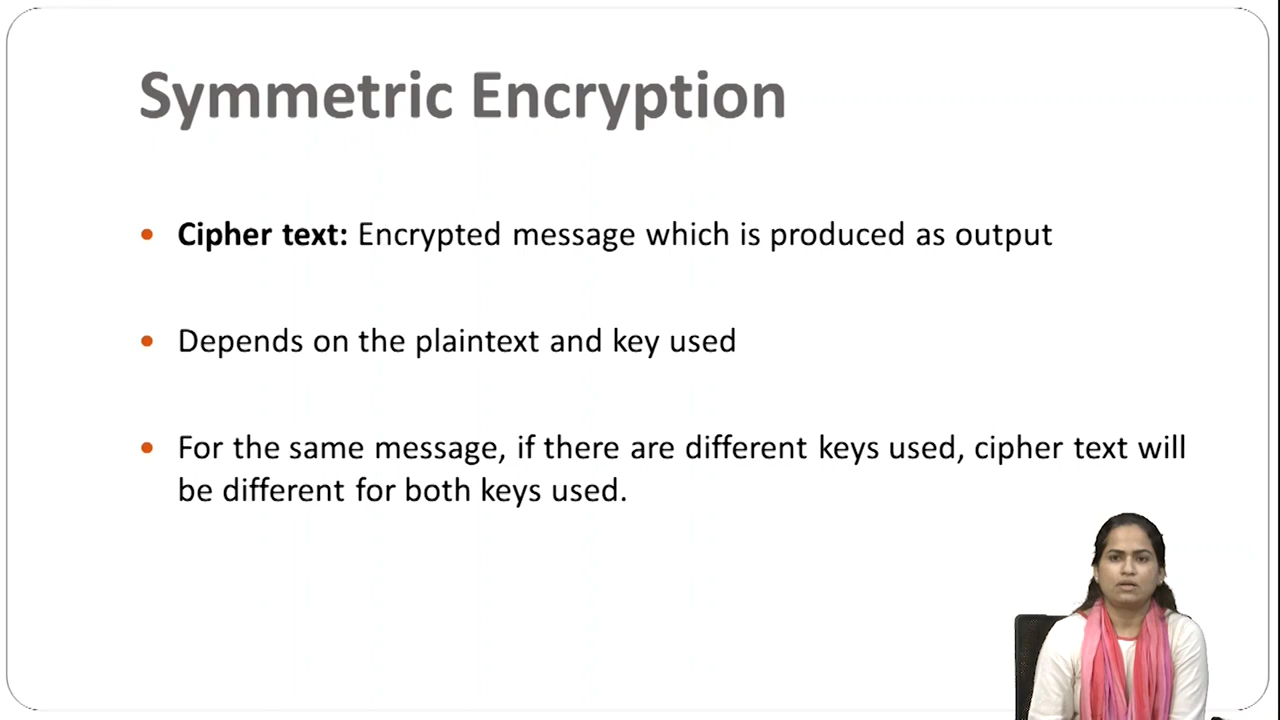 Symmetric Encryption
• Cipher text: Encrypted message which is produced as output
• Depends on the plaintext and key used
• For the same message, if there are different keys used, cipher text will
be different for both keys used.